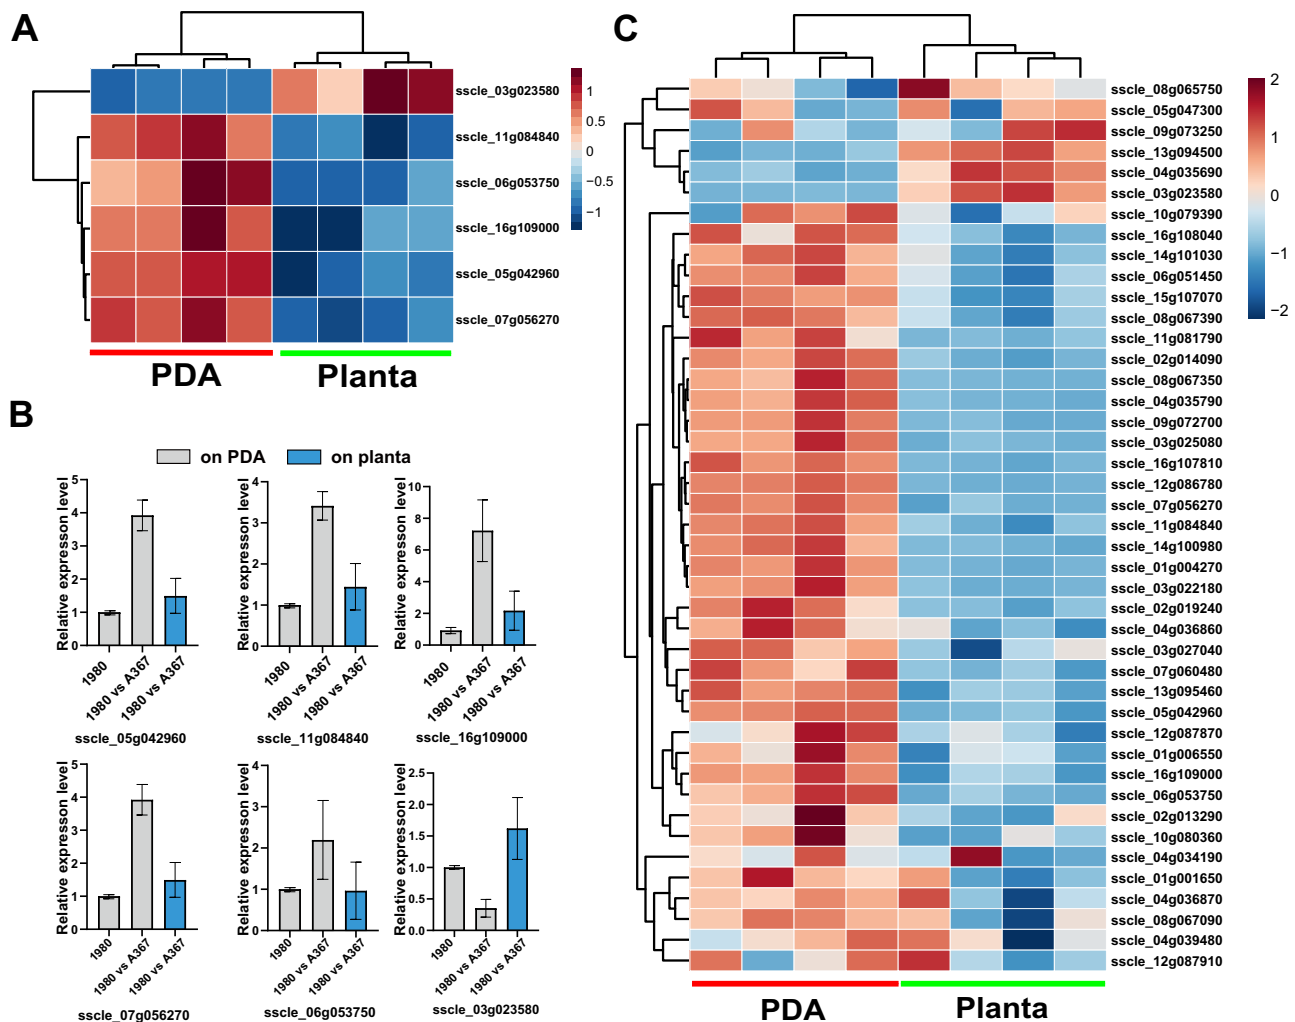 A
sscle_03g023580
sscle_11g084840
sscle_06g053750
sscle_16g109000
sscle_05g042960
sscle_07g056270
1
0.5
0
−0.5
−1
PDA
Planta
B
on PDA
on planta
Relative expresson level
5
4
3
2
1
0
1980
1980 vs A367
1980 vs A367
sscle_05g042960
Relative expresson level
4
3
2
1
0
1980
1980 vs A367
1980 vs A367
sscle_11g084840
Relative expresson level
10
8
6
4
2
0
1980
1980 vs A367
1980 vs A367
sscle_16g109000
Relative expresson level
5
4
3
2
1
0
1980
1980 vs A367
1980 vs A367
sscle_07g056270
Relative expresson level
4
3
2
1
0
1980
1980 vs A367
1980 vs A367
sscle_06g053750
Relative expresson level
2.5
2.0
1.5
1.0
0.5
0.0
1980
1980 vs A367
1980 vs A367
sscle_03g023580
C
sscle_08g065750
sscle_05g047300
sscle_09g073250
sscle_13g094500
sscle_04g035690
sscle_03g023580
sscle_10g079390
sscle_16g108040
sscle_14g101030
sscle_06g051450
sscle_15g107070
sscle_08g067390
sscle_11g081790
sscle_02g014090
sscle_08g067350
sscle_04g035790
sscle_09g072700
sscle_03g025080
sscle_16g107810
sscle_12g086780
sscle_07g056270
sscle_11g084840
sscle_14g100980
sscle_01g004270
sscle_03g022180
sscle_02g019240
sscle_04g036860
sscle_03g027040
sscle_07g060480
sscle_13g095460
sscle_05g042960
sscle_12g087870
sscle_01g006550
sscle_16g109000
sscle_06g053750
sscle_02g013290
sscle_10g080360
sscle_04g034190
sscle_01g001650
sscle_04g036870
sscle_08g067090
sscle_04g039480
sscle_12g087910
2
1
0
−1
−2
PDA
Planta